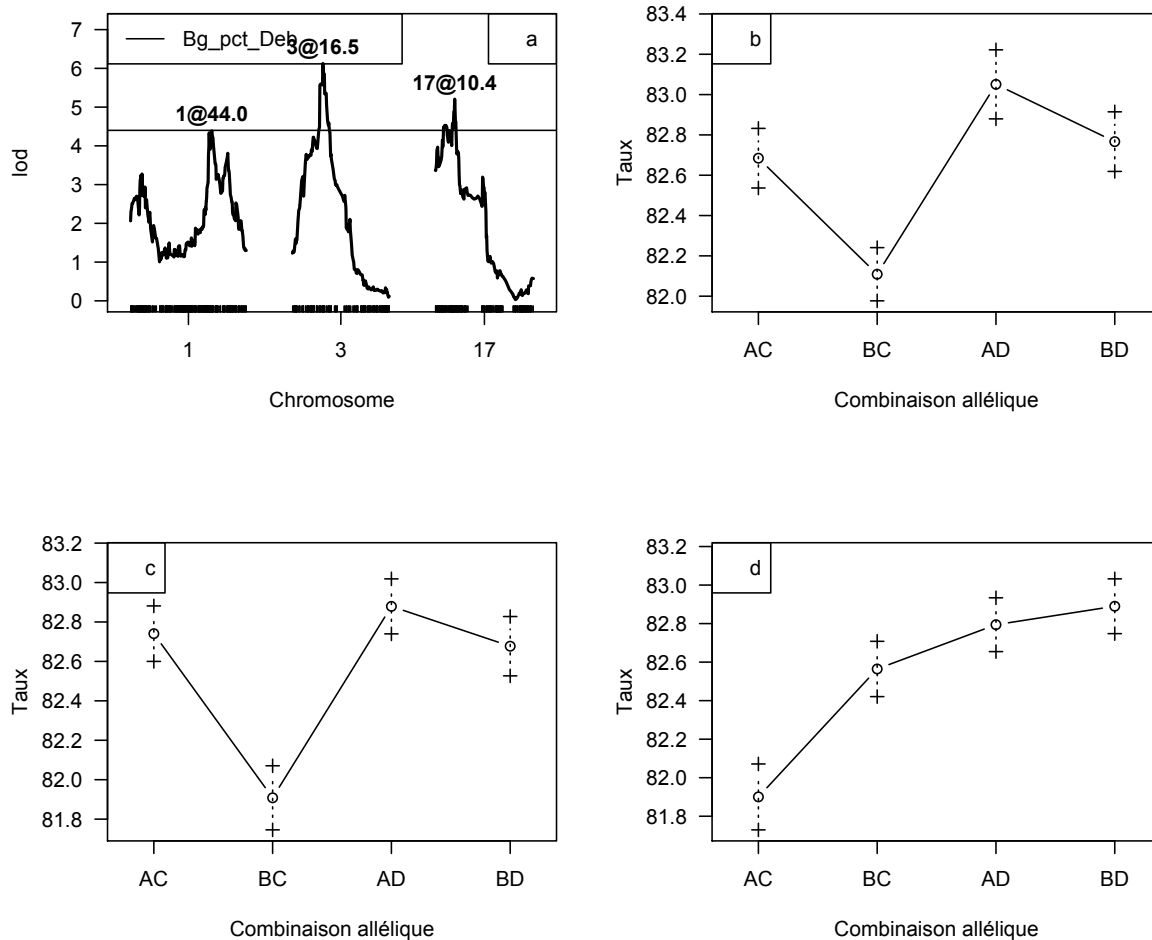 7
6
5
4
3
2
1
0
lod
Bg_pct_Deb
a
3@16.5
17@10.4
1@44.0
1
3
17
Chromosome
83.4
83.2
83.0
82.8
82.6
82.4
82.2
82.0
Taux
b
AC
BC
AD
BD
Combinaison allélique
83.2
83.0
82.8
82.6
82.4
82.2
82.0
81.8
Taux
c
AC
BC
AD
BD
Combinaison allélique
83.2
83.0
82.8
82.6
82.4
82.2
82.0
81.8
Taux
d
AC
BC
AD
BD
Combinaison allélique